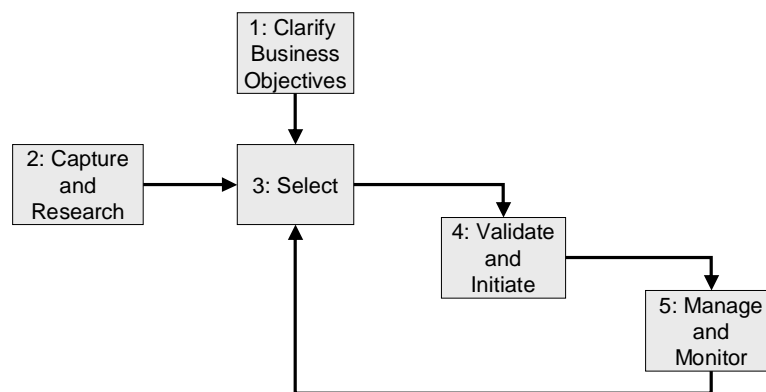 1: Clarify
Business
Objectives
2: Capture
and
Research
3: Select
4: Validate
and
Initiate
5: Manage
and
Monitor